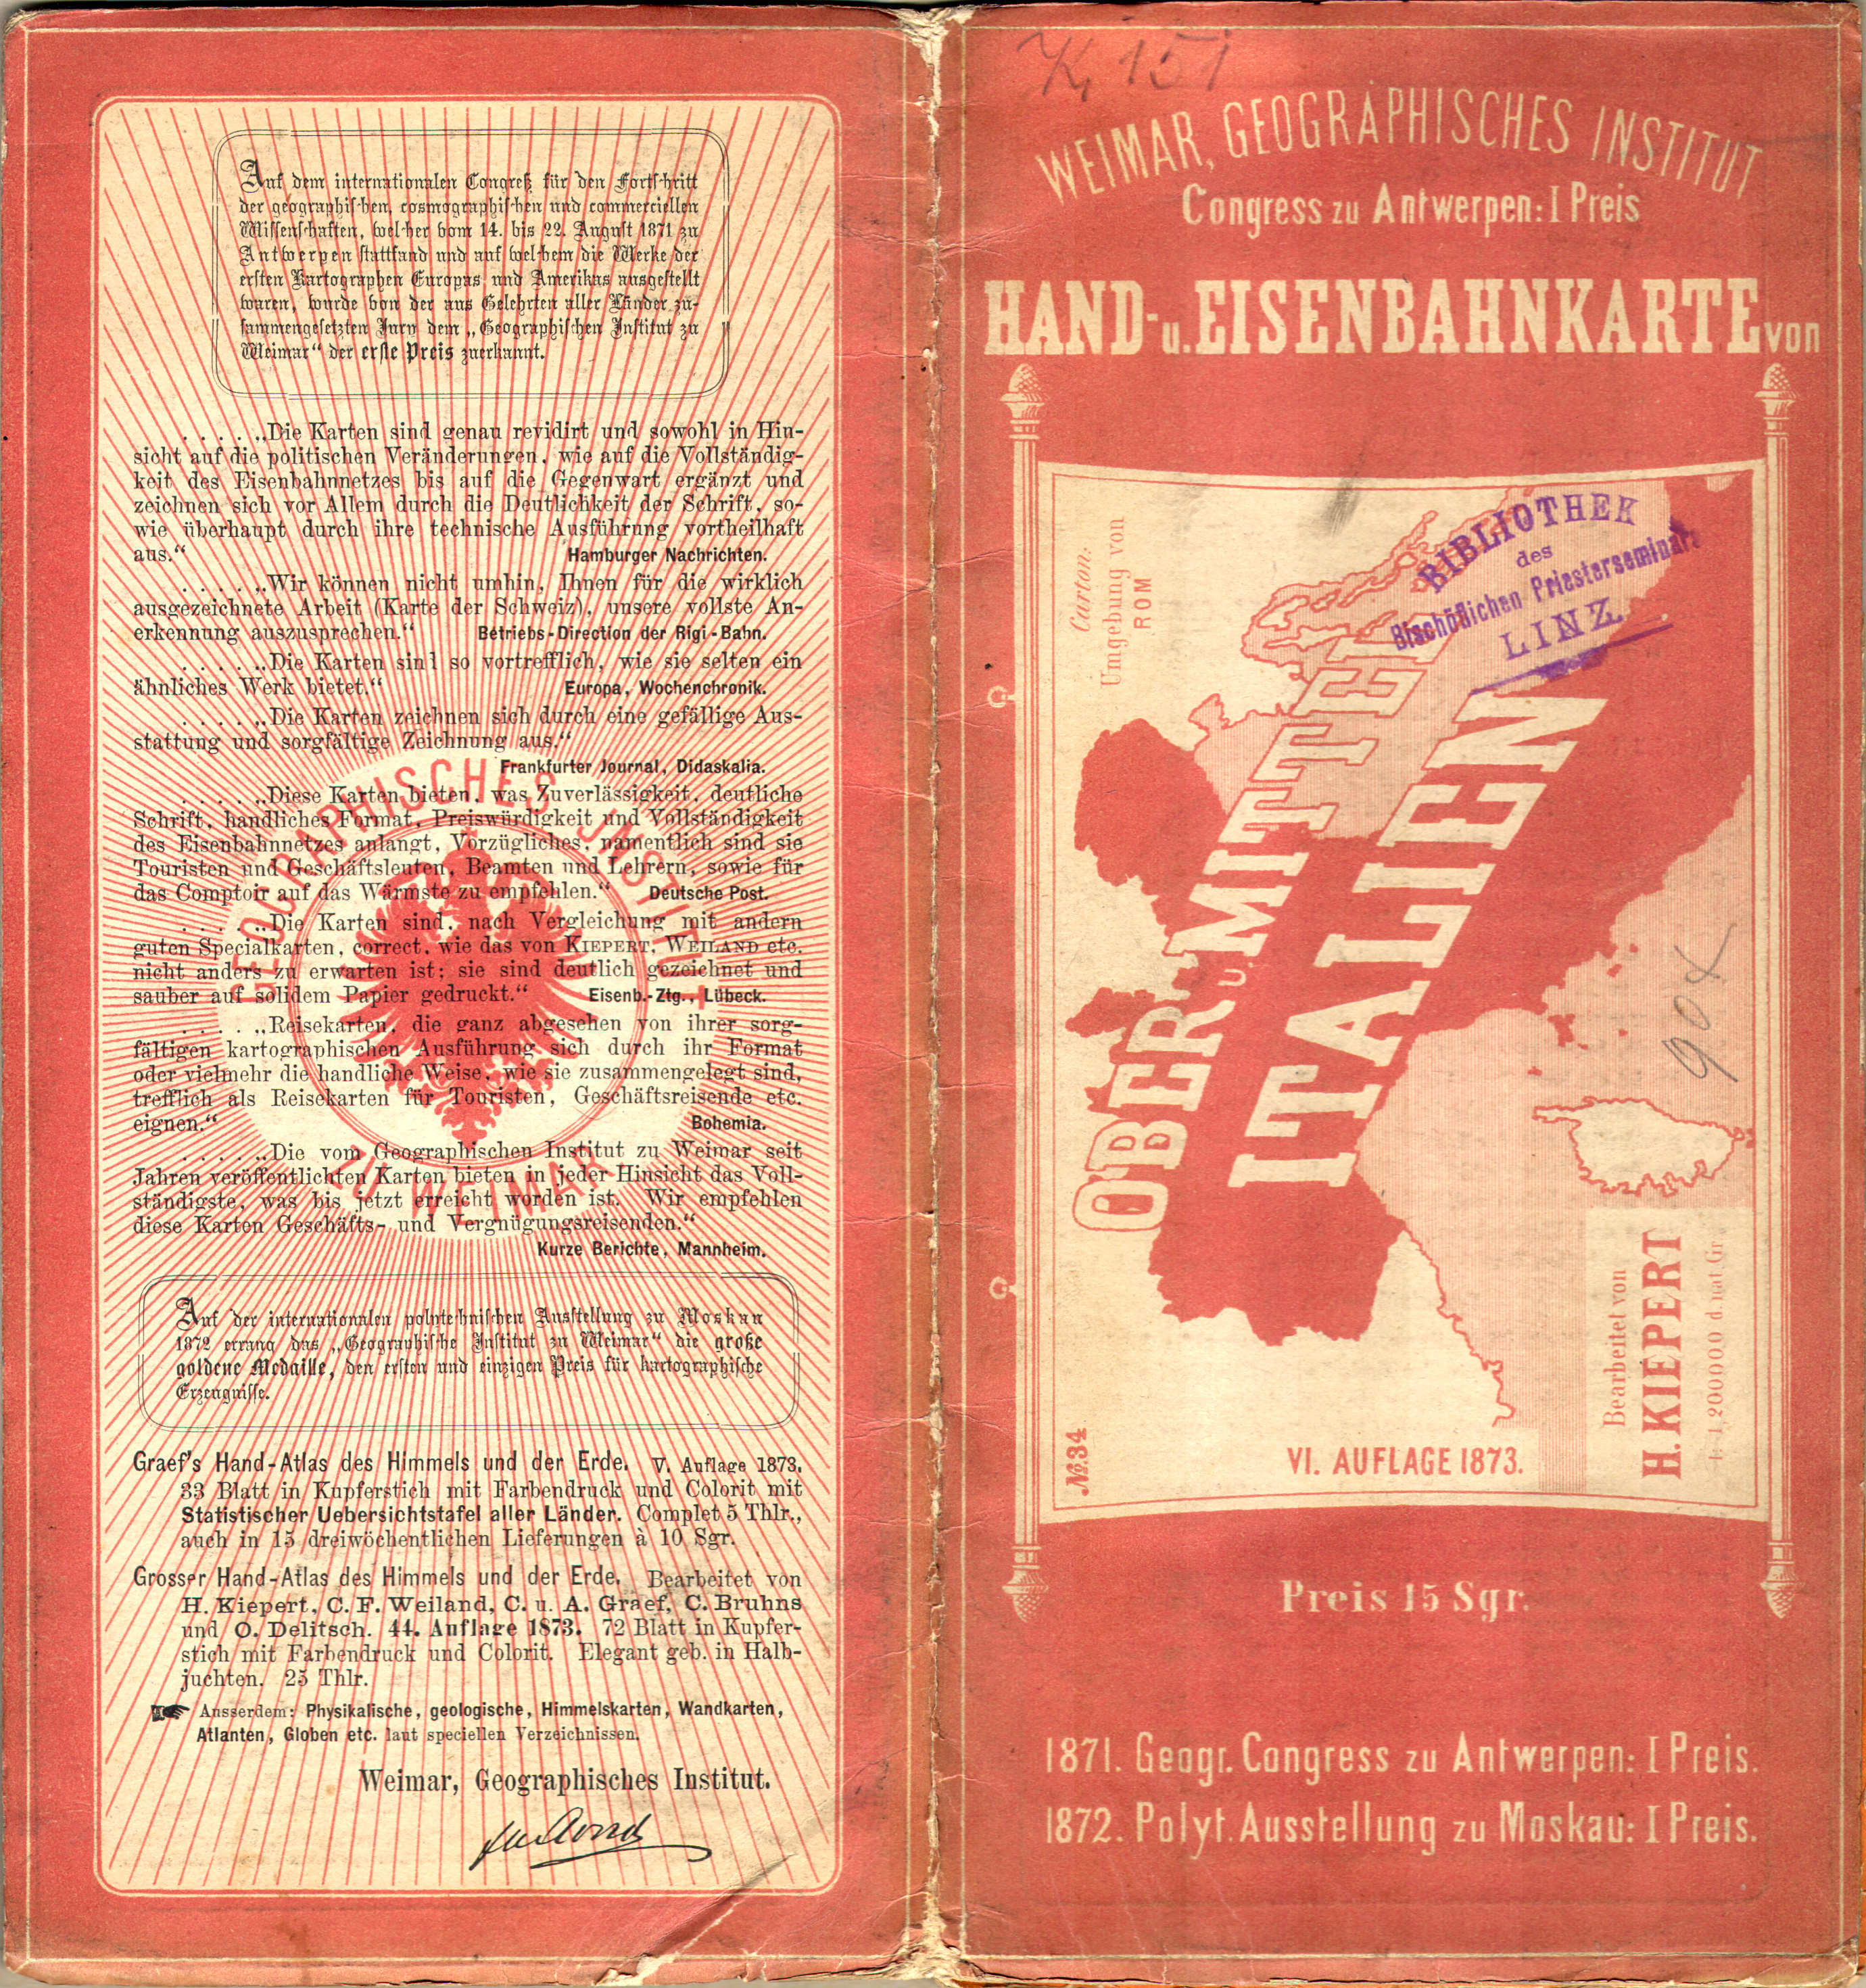 Auf dem internationalen Congreß für den Fortschritt
der geographischen, cosmographischen und commerciellen
Wissenschaften, welcher vom 14. bis 22. August 1871 zu
Antwerpen stattfand und auf welchem die Werke der
ersten Kartographen Europas und Amerikas ausgestellt
waren, wurde von der aus Gelehrten aller Länder zu-
sammengesetzten Jury dem „Geographischen Institut zu
Weimar“ der erste Preis zuerkannt.
. . . . . „Die Karten sind genau revidirt und sowohl in Hin-
sicht auf die politischen Veränderungen, wie auf die Vollständig-
keit des Eisenbahnnetzes bis auf die Gegenwart ergänzt und
zeichnen sich vor Allem durch die Deutlichkeit der Schrift, so-
wie überhaupt durch ihre technische Ausführung vortheilhaft
aus.“ Hamburger Nachrichten.
. . . . . „Wir können nicht umhin, Ihnen für die wirklich
ausgezeichnete Arbeit (Karte der Schweiz), unsere vollste An-
erkennung auszusprechen.“ Betriebs-Direction der Rigi-Bahn.
. . . . . „Die Karten sind so vortrefflich, wie sie selten ein
ähnliches Werk bietet.“ Europa, Wochenchronik.
. . . . . „Die Karten zeichnen sich durch eine gefällige Aus-
stattung und sorgfältige Zeichnung aus.“
Frankfurter Journal, Didaskalia.
. . . . . „Diese Karten bieten, was Zuverlässigkeit, deutliche
Schrift, handliches Format, Preiswürdigkeit und Vollständigkeit
des Eisenbahnnetzes anlangt, Vorzügliches, namentlich sind sie
Touristen und Geschäftsleuten, Beamten und Lehrern, sowie für
das Comptoir auf das Wärmste zu empfehlen.“ Deutsche Post.
. . . . . „Die Karten sind, nach Vergleichung mit andern
guten Specialkarten, correct, wie das von KIEPERT, WEILAND etc.
nicht anders zu erwarten ist; sie sind deutlich gezeichnet und
sauber auf solidem Papier gedruckt.“ Eisenb.-Ztg., Lübeck.
. . . . . „Reisekarten, die ganz abgesehen von ihrer sorg-
fältigen kartographischen Ausführung sich durch ihr Format
oder vielmehr die handliche Weise, wie sie zusammengelegt sind,
trefflich als Reisekarten für Touristen, Geschäftsreisende etc.
eignen.“ Bohemia.
. . . . . „Die vom Geographischen Institut zu Weimar seit
Jahren veröffentlichten Karten bieten in jeder Hinsicht das Voll-
ständigste, was bis jetzt erreicht worden ist. Wir empfehlen
diese Karten Geschäfts- und Vergnügungsreisenden.“
Kurze Berichte, Mannheim.
GEOGRAPHISCHES INSTITUT
ZU WEIMAR
Auf der internationalen polytechnischen Ausstellung zu Moskau
1872 errang das „Geographische Institut zu Weimar“ die große
goldene Medaille, den ersten und einzigen Preis für kartographische
Erzeugnisse.
Graef's Hand-Atlas des Himmels und der Erde. V. Auflage 1873.
33 Blatt in Kupferstich mit Farbendruck und Colorit mit
Statistischer Uebersichtstafel aller Länder. Complet 5 Thlr.,
auch in 15 dreiwöchentlichen Lieferungen à 10 Sgr.
Grosser Hand-Atlas des Himmels und der Erde. Bearbeitet von
H. Kiepert, C. F. Weiland, C. u. A. Graef, C. Bruhns
und O. Delitsch. 44. Auflage 1873. 72 Blatt in Kupfer-
stich mit Farbendruck und Colorit. Elegant geb. in Halb-
juchten. 25 Thlr.
Ausserdem: Physikalische, geologische, Himmelskarten, Wandkarten,
Atlanten, Globen etc. laut speciellen Verzeichnissen.
Weimar, Geographisches Institut.
K, 151
WEIMAR, GEOGRAPHISCHES INSTITUT
Congress zu Antwerpen: I Preis
HAND- u. EISENBAHNKARTE von
Carton:
Umgebung von
ROM
BIBLIOTHEK
des
Bischöflichen Priesterseminars
LINZ
OBER u. MITTEL
ITALIEN
904
Bearbeitet von
H. KIEPERT
1: 1,200000 d. nat. Gr.
№ 34
VI. AUFLAGE 1873.
Preis 15 Sgr.
1871. Geogr. Congress zu Antwerpen: I Preis.
1872. Polyt. Ausstellung zu Moskau: I Preis.